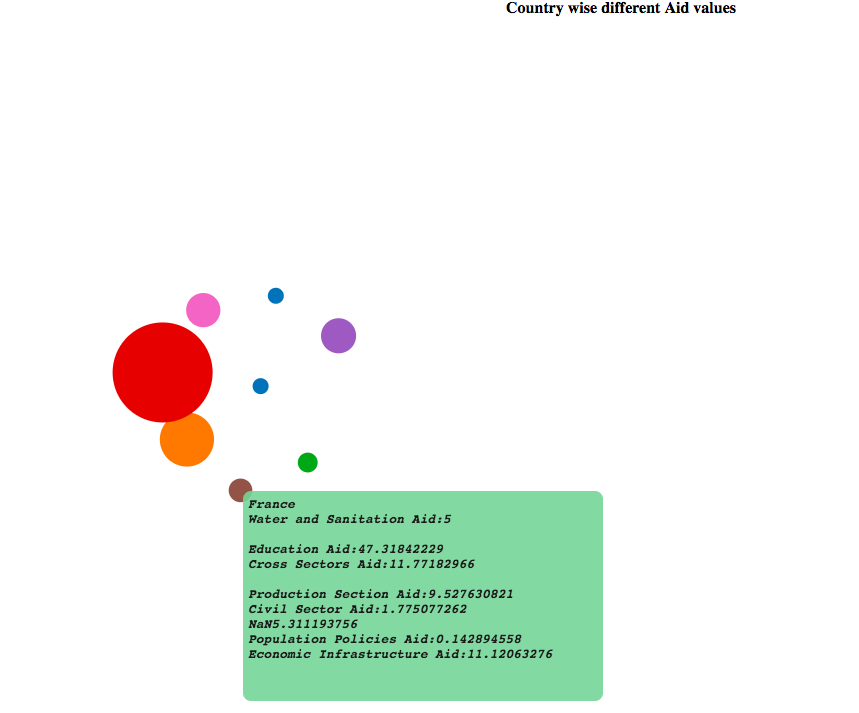 Country wise different Aid values
France
Water and Sanitation Aid:5
Education Aid:47.31842229
Cross Sectors Aid:11.77182966
Production Section Aid:9.527630821
Civil Sector Aid:1.775077262
NaN5.311193756
Population Policies Aid:0.142894558
Economic Infrastructure Aid:11.12063276